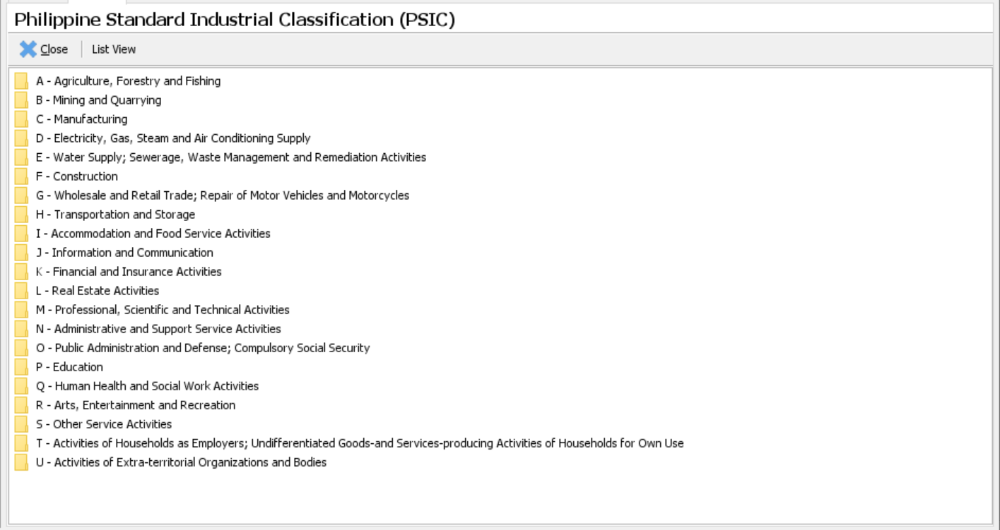 Philippine Standard Industrial Classification (PSIC)
Close List View
A - Agriculture, Forestry and Fishing
B - Mining and Quarrying
C - Manufacturing
D - Electricity, Gas, Steam and Air Conditioning Supply
E - Water Supply; Sewerage, Waste Management and Remediation Activities
F - Construction
G - Wholesale and Retail Trade; Repair of Motor Vehicles and Motorcycles
H - Transportation and Storage
I - Accommodation and Food Service Activities
J - Information and Communication
K - Financial and Insurance Activities
L - Real Estate Activities
M - Professional, Scientific and Technical Activities
N - Administrative and Support Service Activities
O - Public Administration and Defense; Compulsory Social Security
P - Education
Q - Human Health and Social Work Activities
R - Arts, Entertainment and Recreation
S - Other Service Activities
T - Activities of Households as Employers; Undifferentiated Goods-and Services-producing Activities of Households for Own Use
U - Activities of Extra-territorial Organizations and Bodies